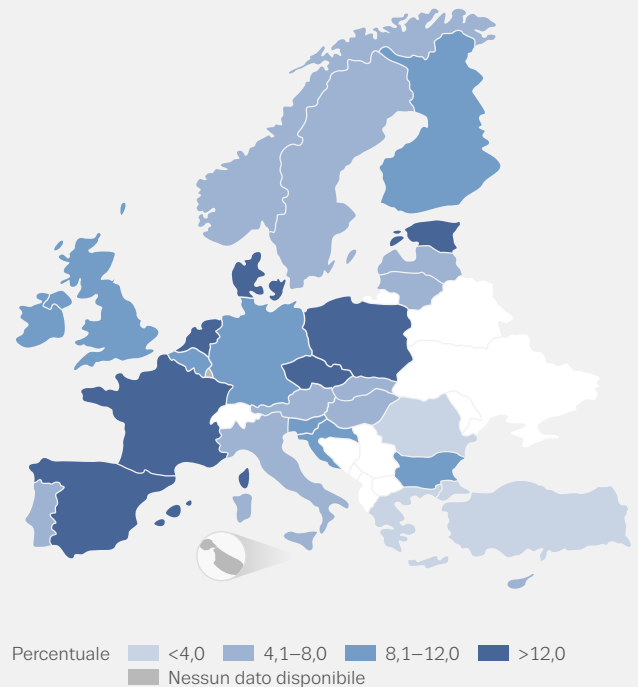 Percentuale <4,0 4,1–8,0 8,1–12,0 >12,0
Nessun dato disponibile